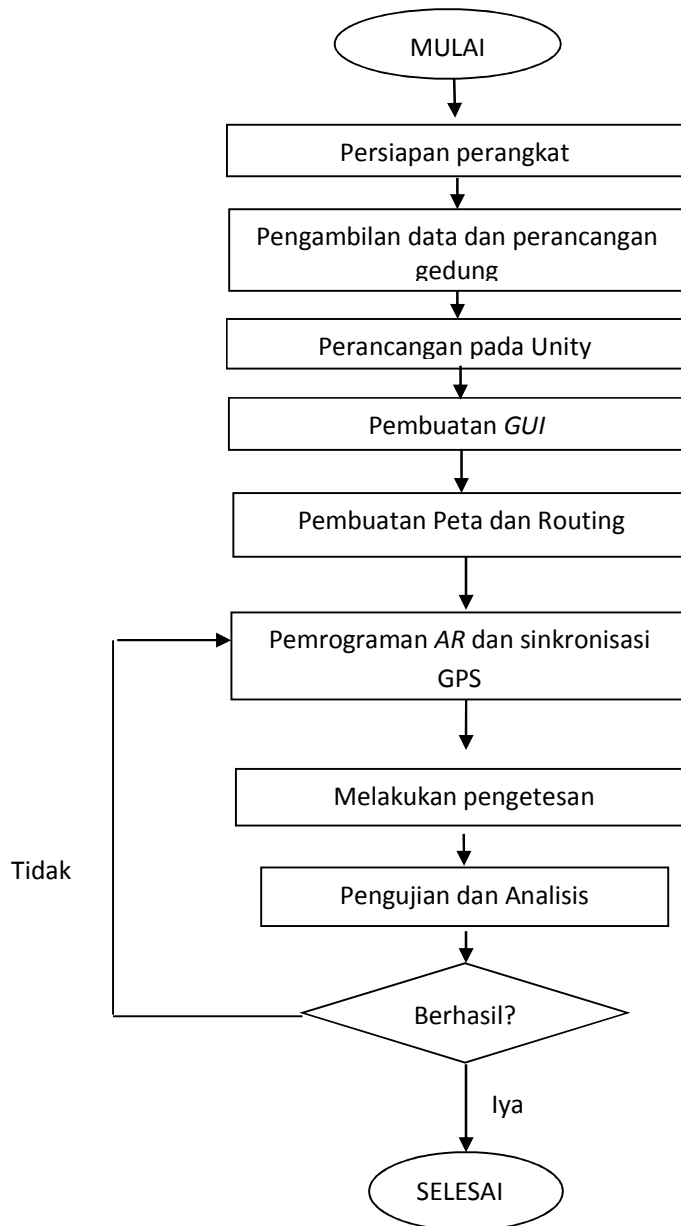 MULAI
Persiapan perangkat
Pengambilan data dan perancangan
gedung
Perancangan pada Unity
Pembuatan GUI
Pembuatan Peta dan Routing
Pemrograman AR dan sinkronisasi
GPS
Melakukan pengetesan
Tidak
Pengujian dan Analisis
Berhasil?
Iya
SELESAI